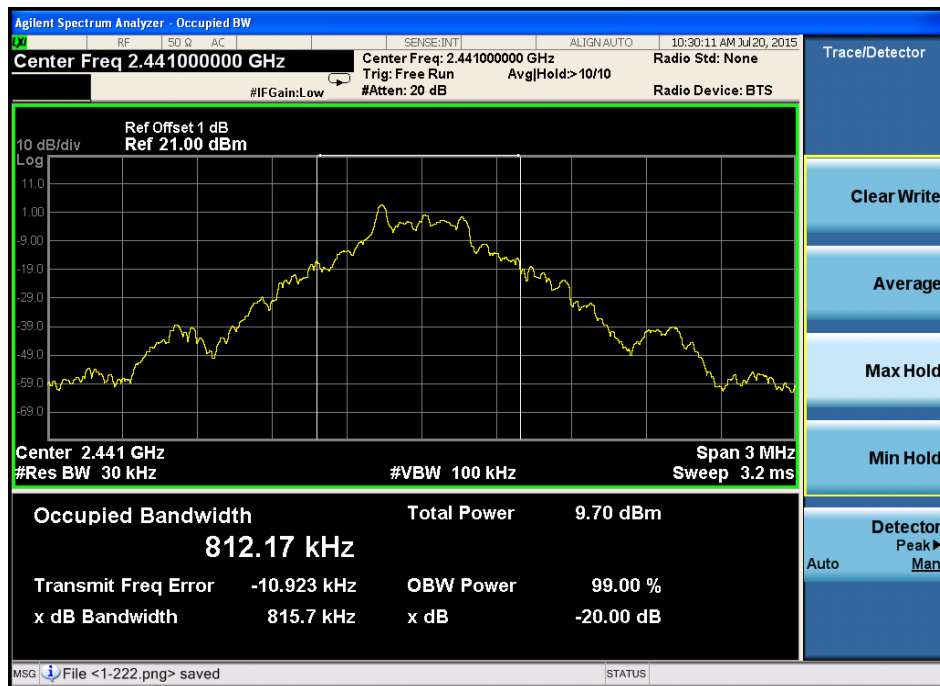 Agilent Spectrum Analyzer - Occupied BW
LXI RF 50 Ω AC SENSE:INT ALIGN AUTO 10:30:11 AM Jul 20, 2015
Center Freq 2.441000000 GHz
Center Freq: 2.441000000 GHz
Radio Std: None
Trig: Free Run Avg|Hold:>10/10
#IFGain:Low
#Atten: 20 dB
Radio Device: BTS
Trace/Detector
Ref Offset 1 dB
10 dB/div Ref 21.00 dBm
Log
11.0
1.00
-9.00
-19.0
-29.0
-39.0
-49.0
-59.0
-69.0
Center 2.441 GHz Span 3 MHz
#Res BW 30 kHz #VBW 100 kHz Sweep 3.2 ms
Occupied Bandwidth Total Power 9.70 dBm
812.17 kHz
Transmit Freq Error -10.923 kHz OBW Power 99.00 %
x dB Bandwidth 815.7 kHz x dB -20.00 dB
Clear Write
Average
Max Hold
Min Hold
Detector
Peak▶
Auto Man
MSG File <1-222.png> saved STATUS